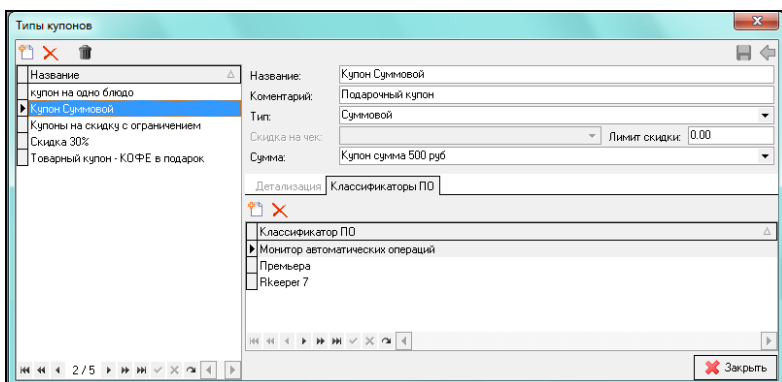 Типы купонов
Название
купон на одно блюдо
Купон Суммовой
Купоны на скидку с ограничением
Скидка 30%
Товарный купон - КОФЕ в подарок
2/5
Название: Купон Суммовой
Коментарий: Подарочный купон
Тип: Суммовой
Скидка на чек: Лимит скидки: 0.00
Сумма: Купон сумма 500 руб
Детализация Классификаторы ПО
Классификатор ПО
Монитор автоматических операций
Премьера
Rkeeper 7
Закрыть